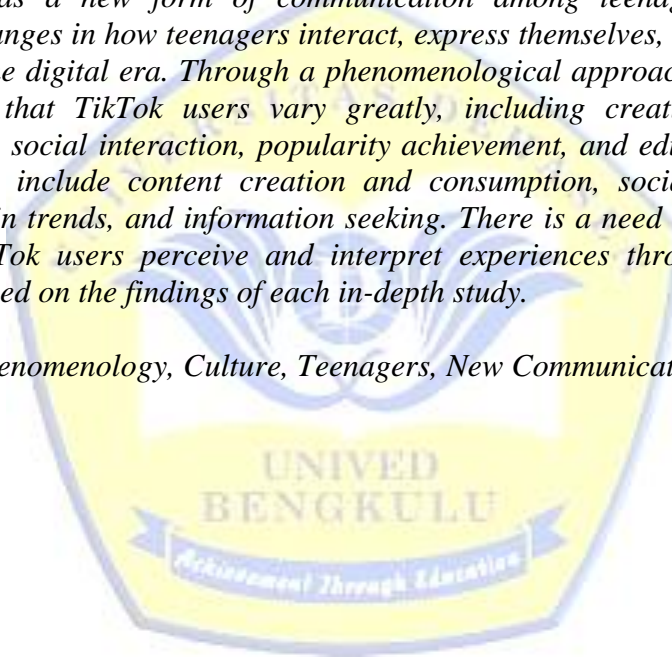 as a new form of communication among teenag
nges in how teenagers interact, express themselves,
e digital era. Through a phenomenological approac
that TikTok users vary greatly, including creat
social interaction, popularity achievement, and edu
include content creation and consumption, soci
in trends, and information seeking. There is a need
Tok users perceive and interpret experiences thro
ed on the findings of each in-depth study.
enomenology, Culture, Teenagers, New Communicat
UNIVERSITAS DEHASEN
UNIVED
BENGKULU
Achievement Through Education